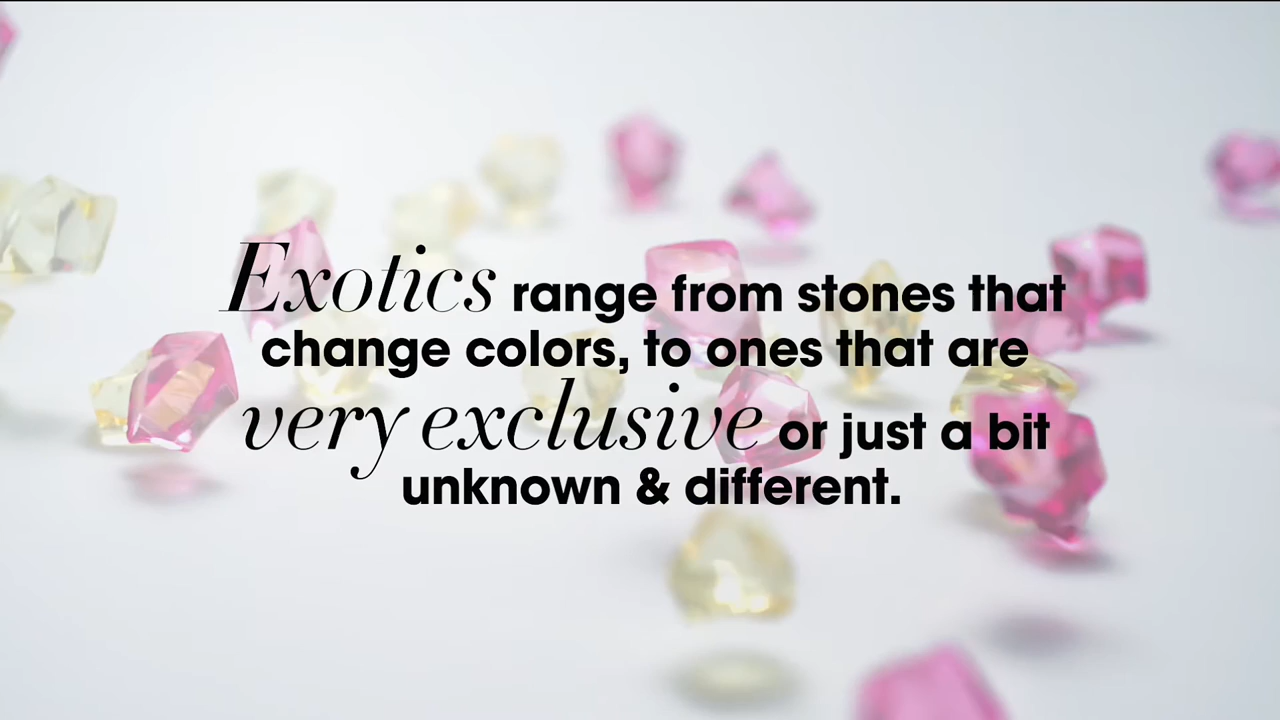 Exotics range from stones that
change colors, to ones that are
very exclusive or just a bit
unknown & different.